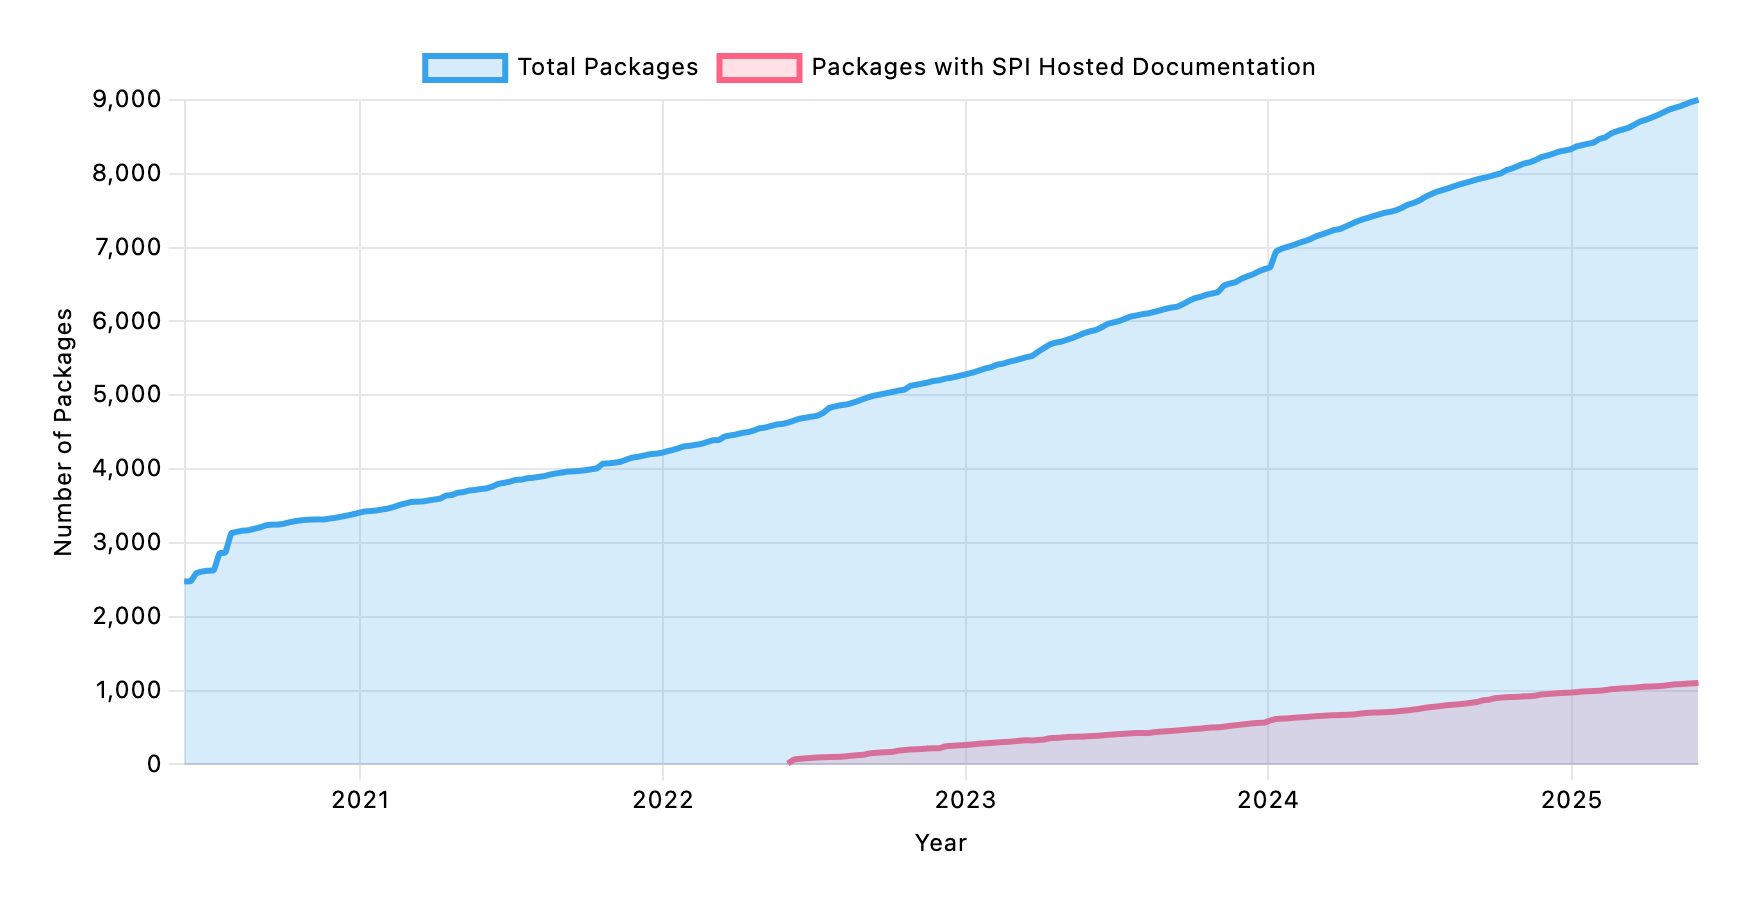 Total Packages Packages with SPI Hosted Documentation
9,000
8,000
7,000
6,000
5,000
4,000
3,000
2,000
1,000
0
Number of Packages
2021 2022 2023 2024 2025
Year